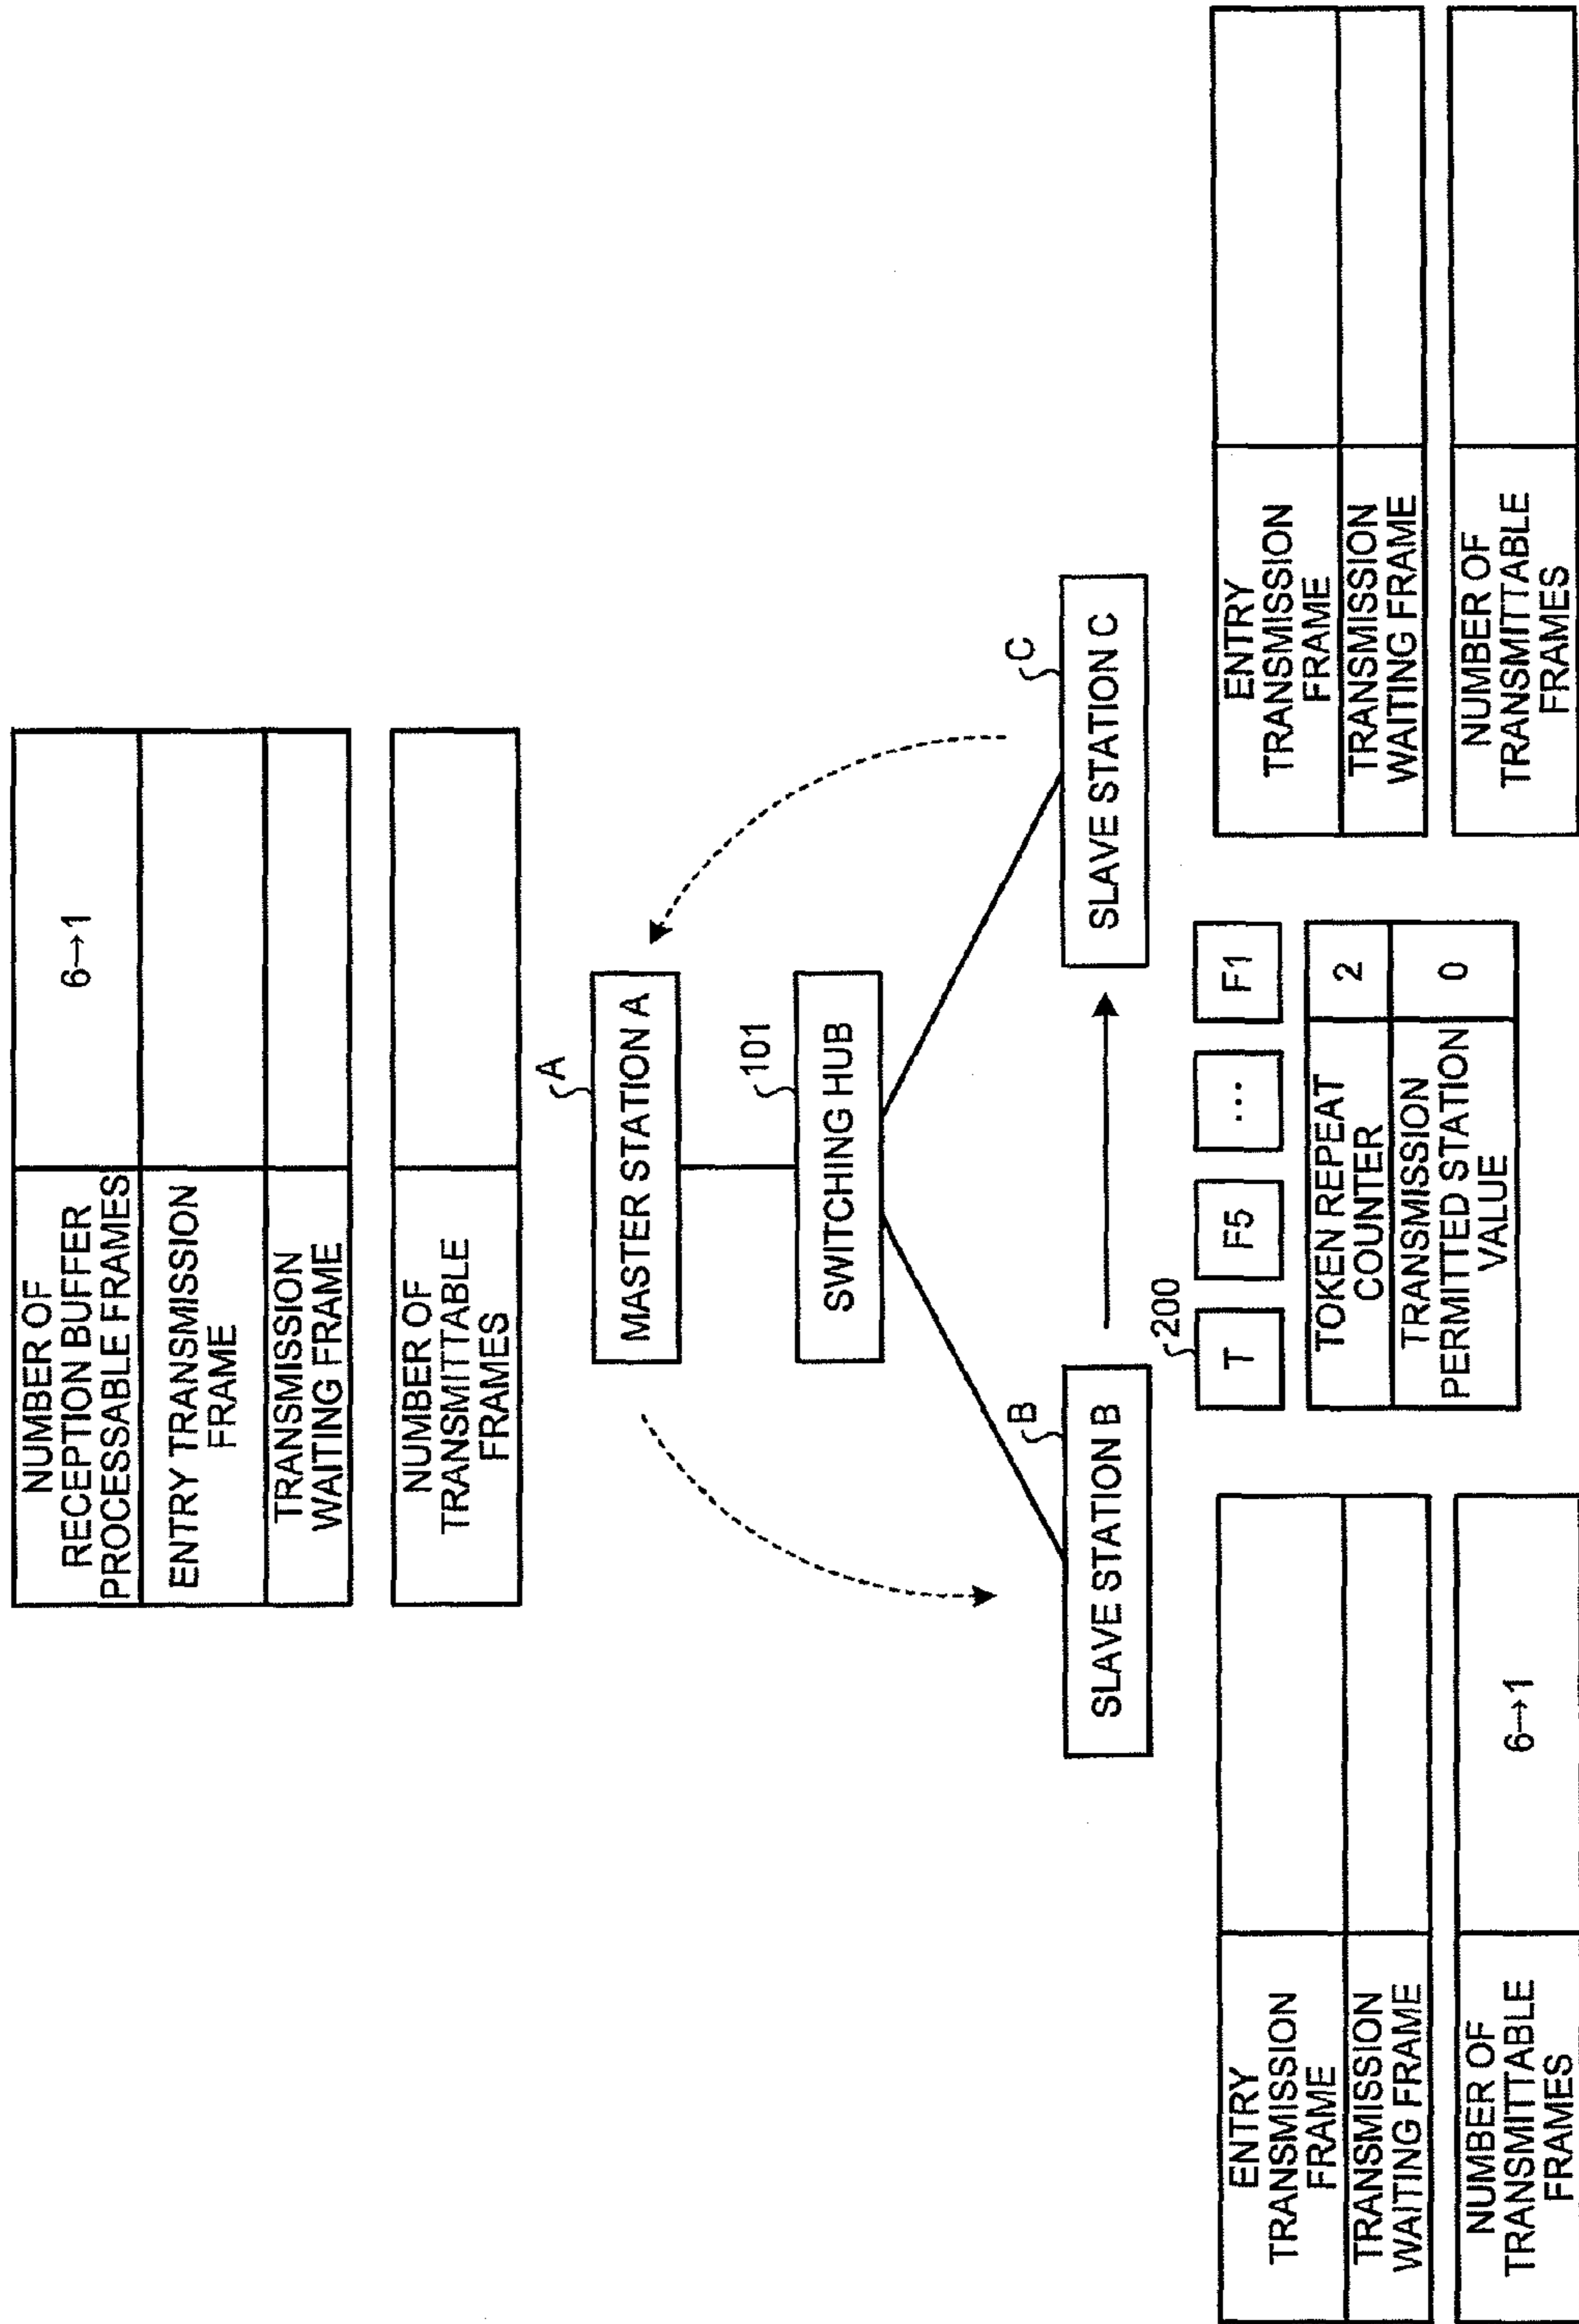 NUMBER OF
RECEPTION BUFFER
PROCESSABLE FRAMES
6→1
ENTRY TRANSMISSION
FRAME
TRANSMISSION
WAITING FRAME
NUMBER OF
TRANSMITTABLE
FRAMES
A
MASTER STATION A
101
SWITCHING HUB
B
SLAVE STATION B
C
SLAVE STATION C
200
T
F5
...
F1
TOKEN REPEAT
COUNTER
2
TRANSMISSION
PERMITTED STATION
VALUE
0
ENTRY
TRANSMISSION
FRAME
TRANSMISSION
WAITING FRAME
NUMBER OF
TRANSMITTABLE
FRAMES
6→1
ENTRY
TRANSMISSION
FRAME
TRANSMISSION
WAITING FRAME
NUMBER OF
TRANSMITTABLE
FRAMES